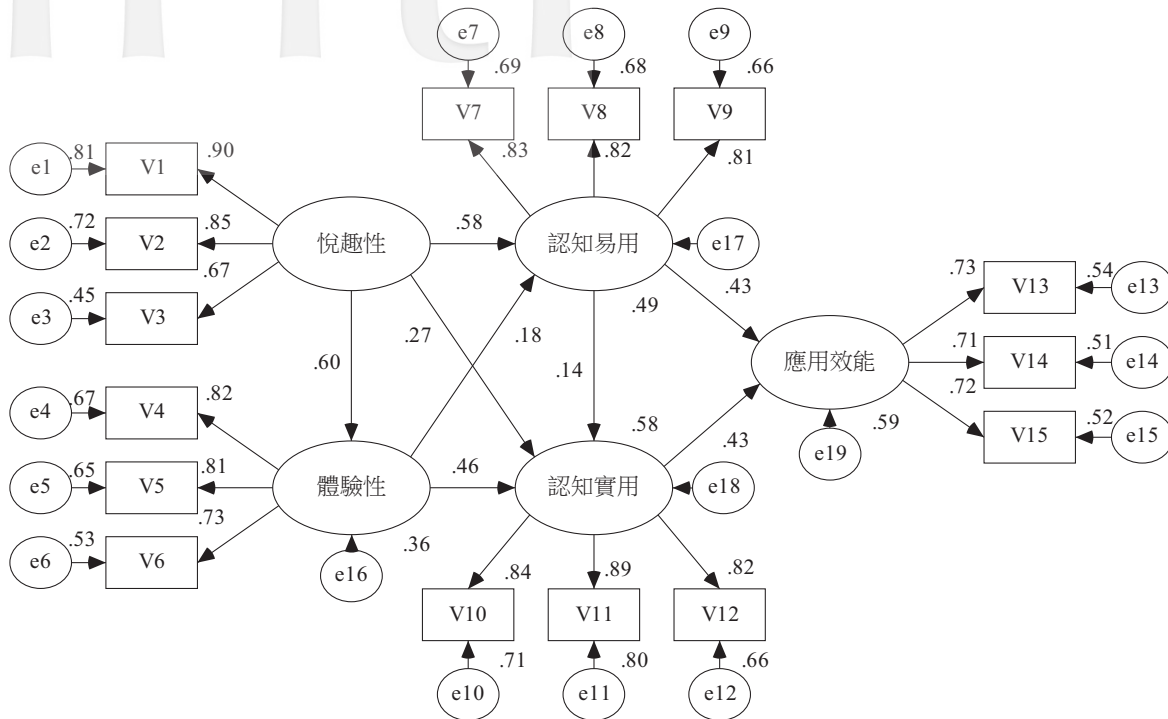 e7 e8 e9
.69 .68 .66
V7 V8 V9
.83 .82 .81
e1 .81 V1 .90
e2 .72 V2 .85
e3 .45 V3 .67
悅趣性 .58 認知易用 e17
.49 .43
.27 .18
.60 .14
應用效能
.59 e19
.73 V13 .54 e13
.71 V14 .51 e14
.72 V15 .52 e15
e4 .67 V4 .82
e5 .65 V5 .81
e6 .53 V6 .73
體驗性 .46 認知實用 e18
.58 .43
.36 e16
.84 .89 .82
V10 V11 V12
.71 .80 .66
e10 e11 e12